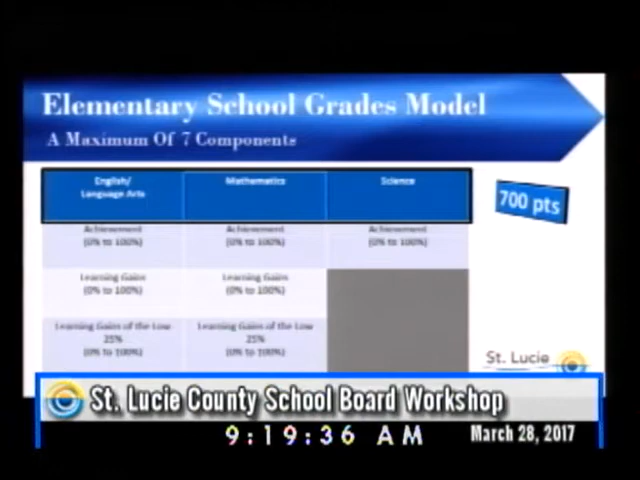 Elementary School Grades Model
A Maximum Of 7 Components
English/
Language Arts
Mathematics
Science
700 pts
Achievement
(0% to 100%)
Achievement
(0% to 100%)
Achievement
(0% to 100%)
Learning Gains
(0% to 100%)
Learning Gains
(0% to 100%)
Learning Gains of the Low
25%
(0% to 100%)
Learning Gains of the Low
25%
(0% to 100%)
St. Lucie
St. Lucie County School Board Workshop
9:19:36 AM
March 28, 2017